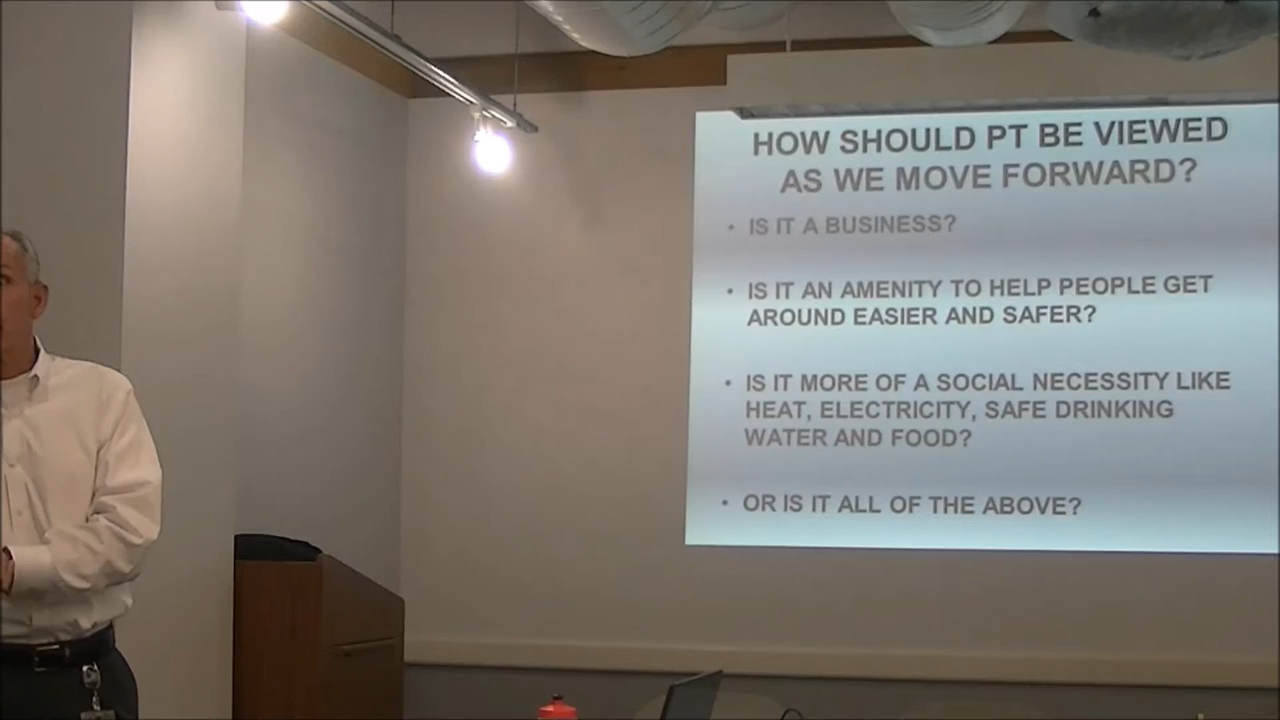 HOW SHOULD PT BE VIEWED
AS WE MOVE FORWARD?
• IS IT A BUSINESS?
• IS IT AN AMENITY TO HELP PEOPLE GET
AROUND EASIER AND SAFER?
• IS IT MORE OF A SOCIAL NECESSITY LIKE
HEAT, ELECTRICITY, SAFE DRINKING
WATER AND FOOD?
• OR IS IT ALL OF THE ABOVE?